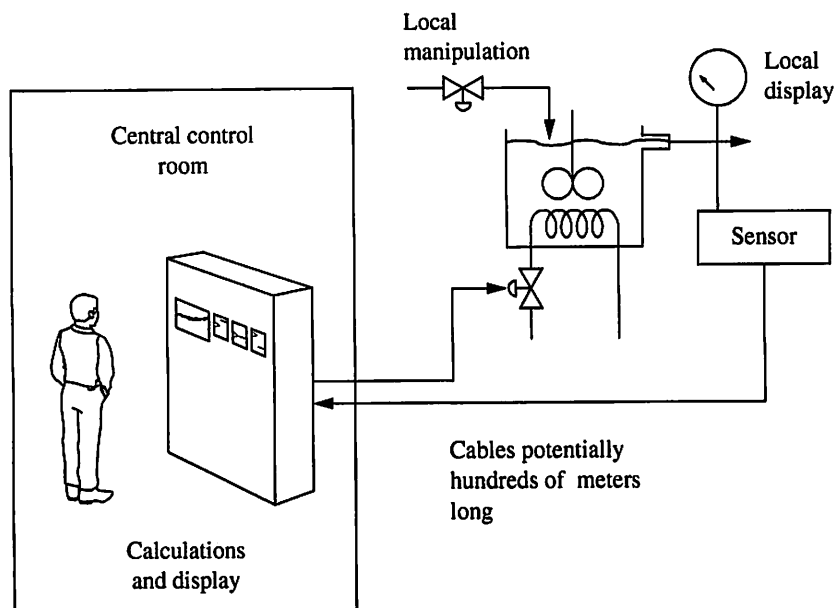 Local
manipulation
Local
display
Central control
room
Sensor
Cables potentially
hundreds of meters
long
Calculations
and display